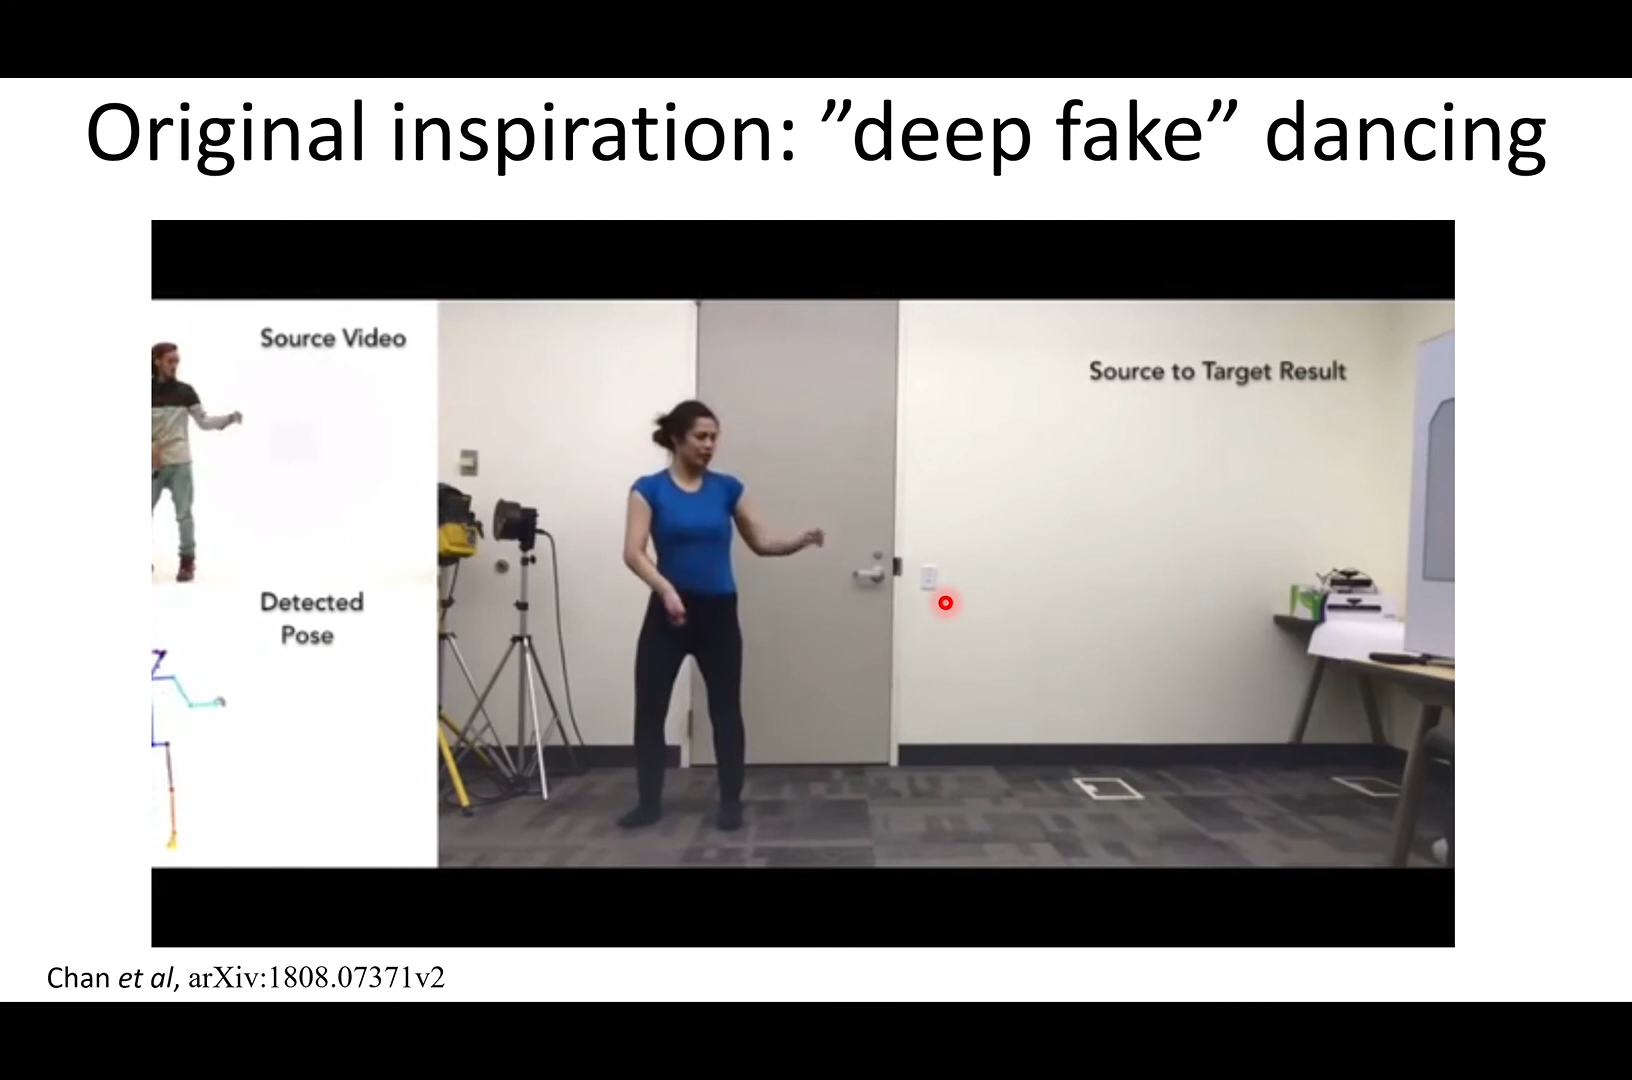 Original inspiration: ”deep fake” dancing
Source Video
Source to Target Result
Detected
Pose
Chan et al, arXiv:1808.07371v2